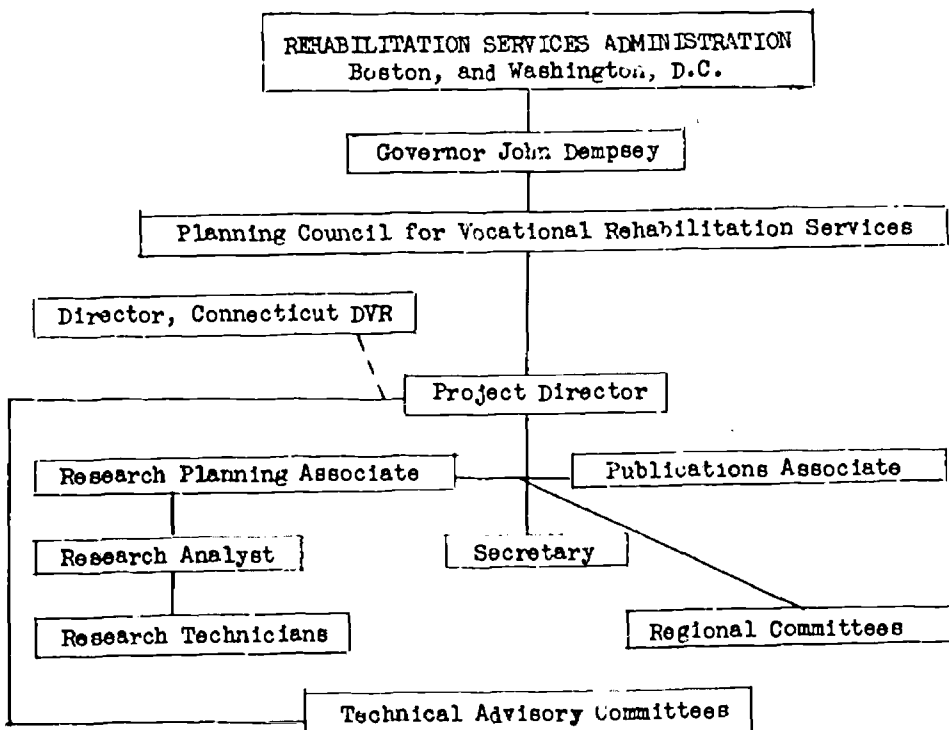 REHABILITATION SERVICES ADMINISTRATION
Boston, and Washington, D.C.
Governor John Dempsey
Planning Council for Vocational Rehabilitation Services
Director, Connecticut DVR
Project Director
Research Planning Associate
Publications Associate
Research Analyst
Secretary
Research Technicians
Regional Committees
Technical Advisory Committees